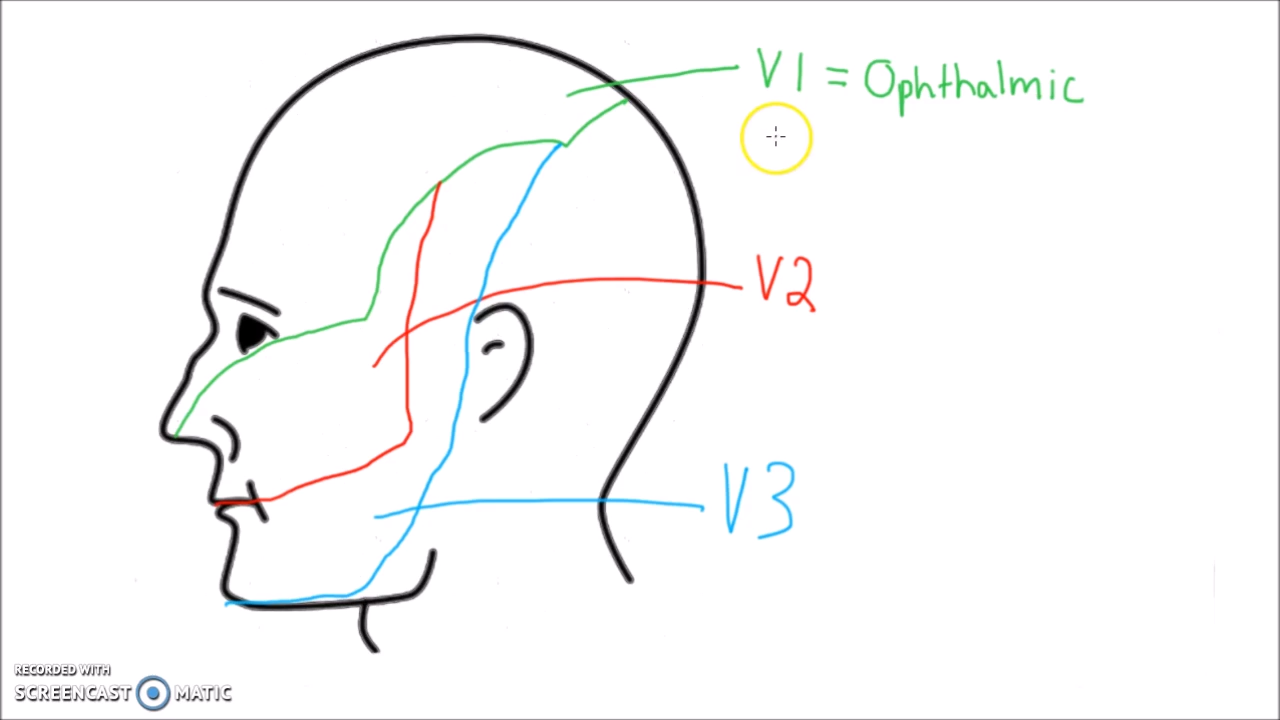 V1 = Ophthalmic
V2
V3
RECORDED WITH
SCREENCAST MATIC